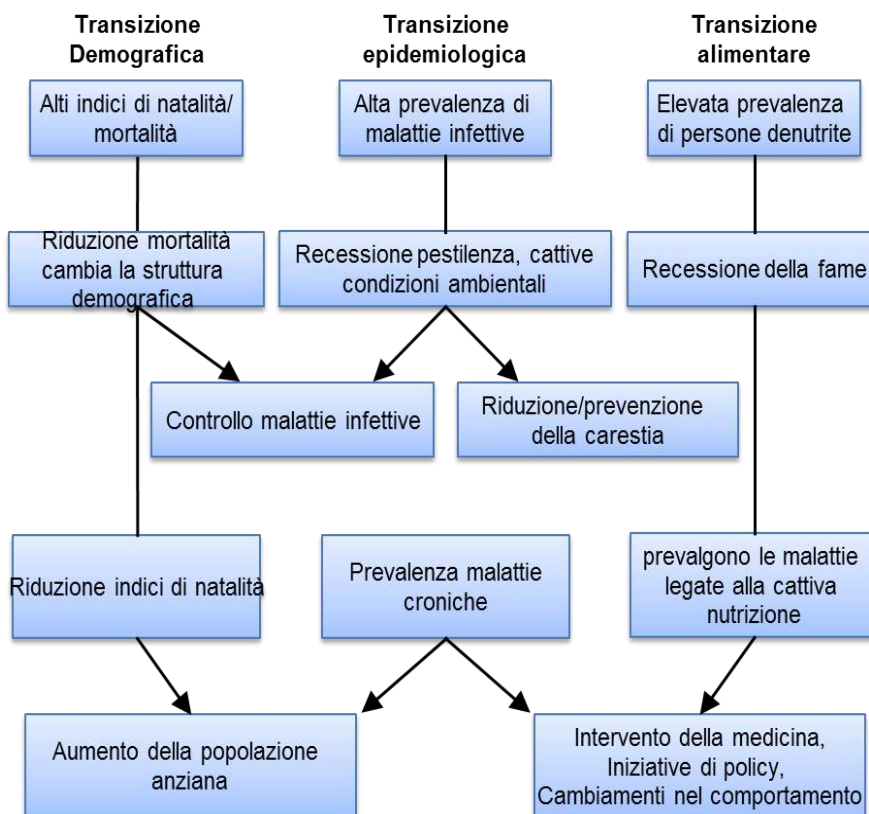 Transizione
Demografica
Transizione
epidemiologica
Transizione
alimentare
Alti indici di natalità/
mortalità
Alta prevalenza di
malattie infettive
Elevata prevalenza
di persone denutrite
Riduzione mortalità
cambia la struttura
demografica
Recessione pestilenza, cattive
condizioni ambientali
Recessione della fame
Controllo malattie infettive
Riduzione/prevenzione
della carestia
Riduzione indici di natalità
Prevalenza malattie
croniche
prevalgono le malattie
legate alla cattiva
nutrizione
Aumento della popolazione
anziana
Intervento della medicina,
Iniziative di policy,
Cambiamenti nel comportamento